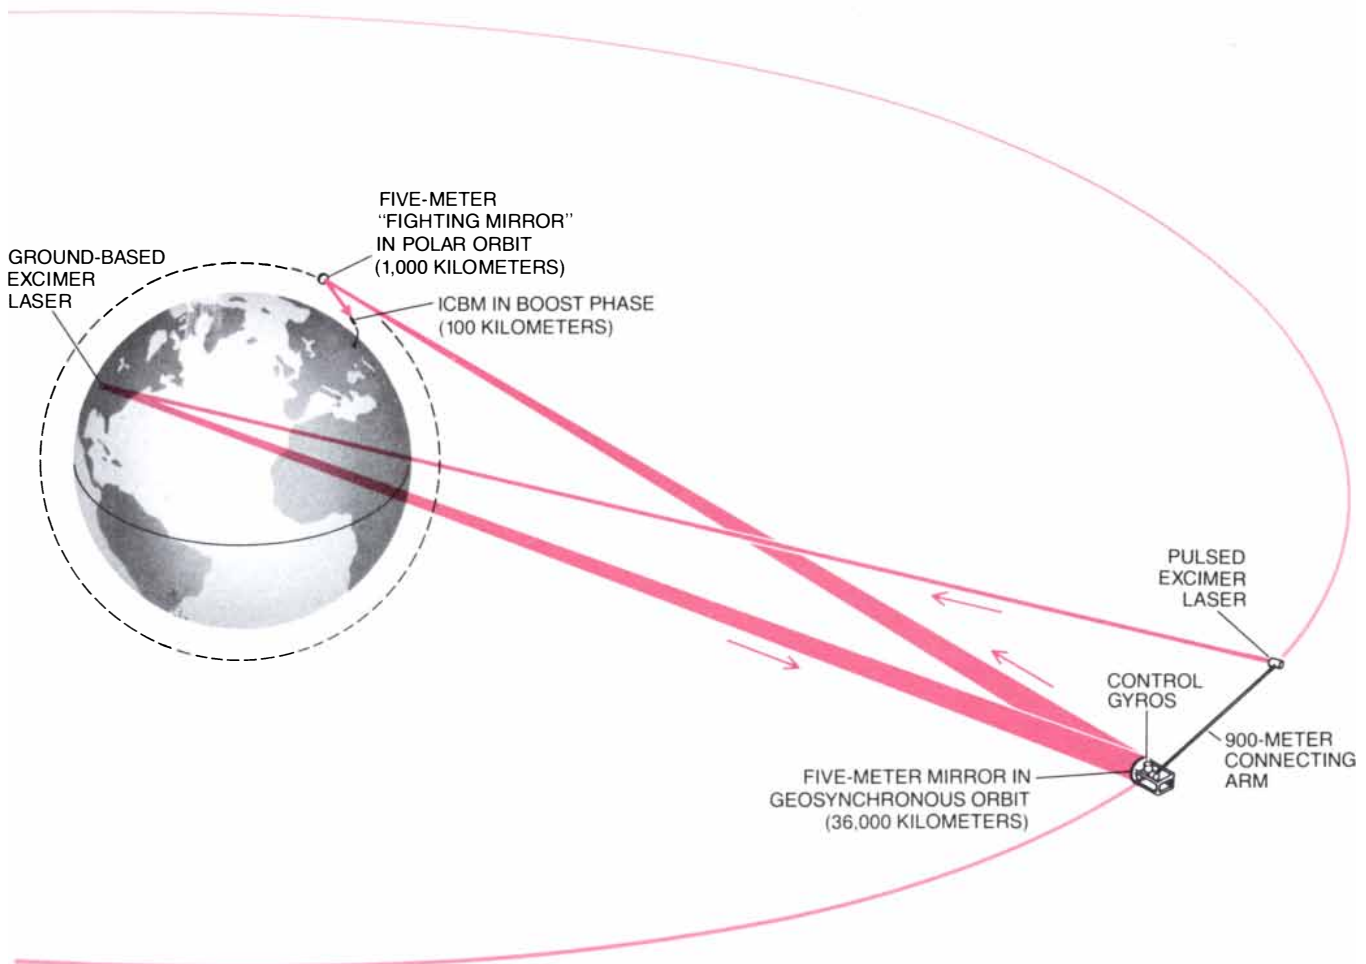 FIVE-METER
“FIGHTING MIRROR”
IN POLAR ORBIT
(1,000 KILOMETERS)
GROUND-BASED
EXCIMER
LASER
ICBM IN BOOST PHASE
(100 KILOMETERS)
PULSED
EXCIMER
LASER
CONTROL
GYROS
900-METER
CONNECTING
ARM
FIVE-METER MIRROR IN
GEOSYNCHRONOUS ORBIT
(36,000 KILOMETERS)